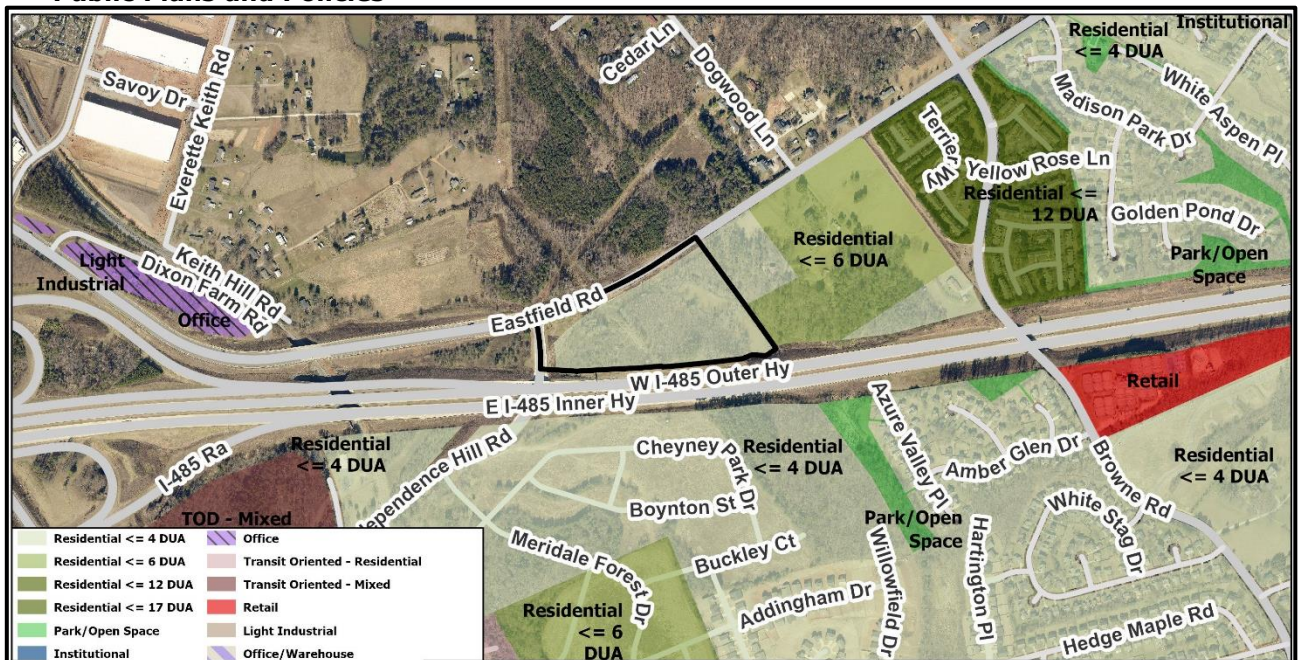 Public Plans and Policies
Savoy Dr
Everette Keith Rd
Cedar Ln
Dogwood Ln
Residential
<= 4 DUA
Institutional
White Aspen Pl
Madison Park Dr
Terrier Wy
Yellow Rose Ln
Residential <=
12 DUA
Golden Pond Dr
Park/Open
Space
Residential
<= 6 DUA
Keith Hill Rd
Dixon Farm Rd
Light
Industrial
Office
Eastfield Rd
W I-485 Outer Hy
E I-485 Inner Hy
I-485 Ra
Retail
Residential
<= 4 DUA
dependence Hill Rd
Cheyney Park Dr
Residential
<= 4 DUA
Azure Valley Pl
Amber Glen Dr
Browne Rd
Residential
<= 4 DUA
TOD - Mixed
Boynton St
Park/Open
Space
White Stag Dr
Meridale Forest Dr
Buckley Ct
Willowfield Dr
Hartington Pl
Addingham Dr
Residential
<= 6
DUA
Hedge Maple Rd
Residential <= 4 DUA
Residential <= 6 DUA
Residential <= 12 DUA
Residential <= 17 DUA
Park/Open Space
Institutional
Office
Transit Oriented - Residential
Transit Oriented - Mixed
Retail
Light Industrial
Office/Warehouse